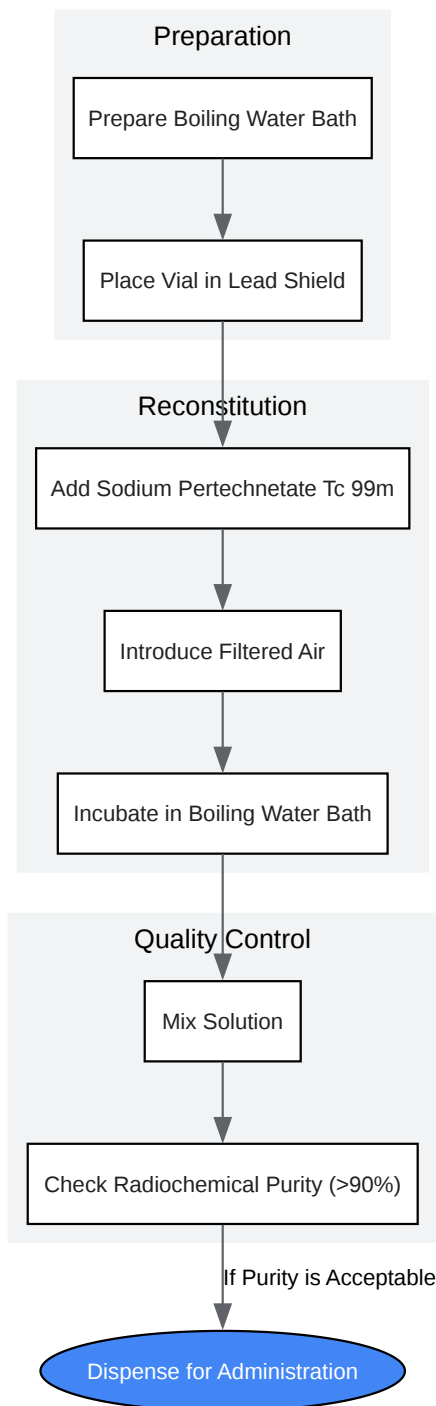 Preparation
Prepare Boiling Water Bath
Place Vial in Lead Shield
Reconstitution
Add Sodium Pertechnetate Tc 99m
Introduce Filtered Air
Incubate in Boiling Water Bath
Quality Control
Mix Solution
Check Radiochemical Purity (>90%)
If Purity is Acceptable
Dispense for Administration